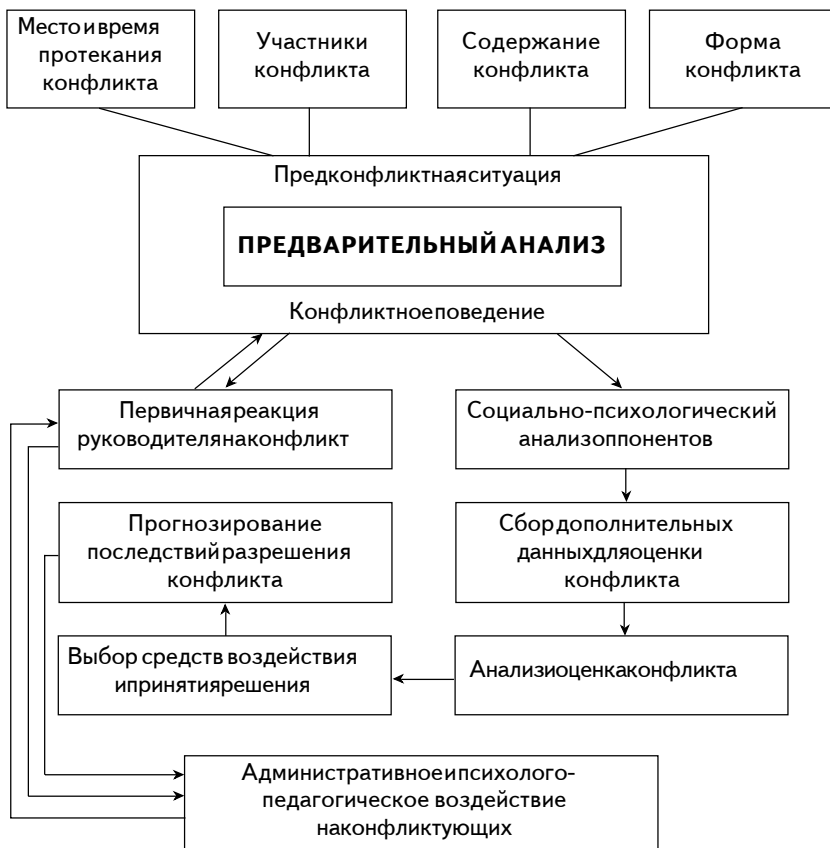 Место и время
протекания
конфликта
Участники
конфликта
Содержание
конфликта
Форма
конфликта
Предконфликтная ситуация
ПРЕДВАРИТЕЛЬНЫЙ АНАЛИЗ
Конфликтное поведение
Первичная реакция
руководителя на конфликт
Социально-психологический
анализ оппонентов
Прогнозирование
последствий разрешения
конфликта
Сбор дополнительных
данных для оценки
конфликта
Выбор средств воздействия
и принятия решения
Анализ и оценка конфликта
Административное и психолого-
педагогическое воздействие
на конфликтующих